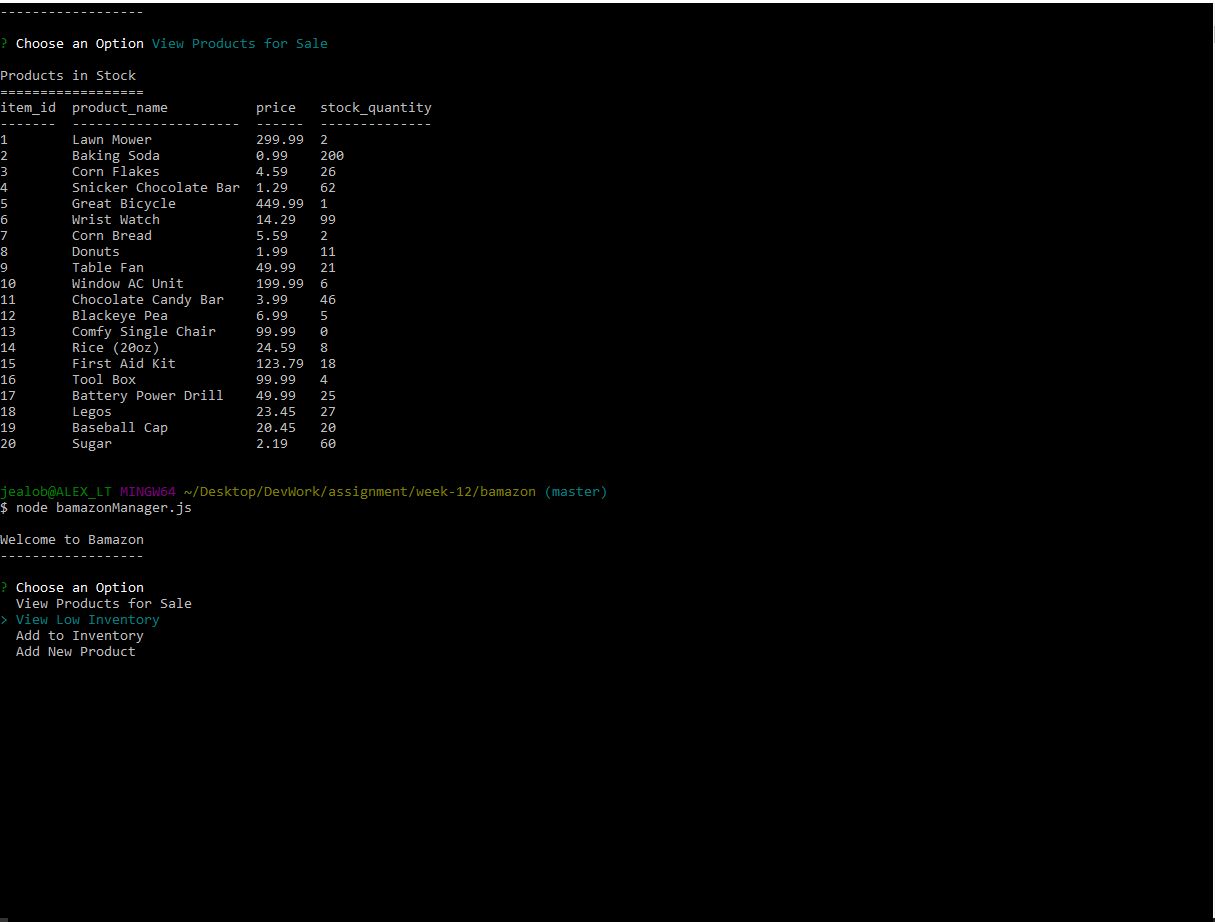 ------------------
? Choose an Option View Products for Sale
Products in Stock
==================
item_id  product_name           price   stock_quantity
-------  ---------------------  ------  --------------
1        Lawn Mower             299.99  2
2        Baking Soda            0.99    200
3        Corn Flakes            4.59    26
4        Snicker Chocolate Bar  1.29    62
5        Great Bicycle          449.99  1
6        Wrist Watch            14.29   99
7        Corn Bread             5.59    2
8        Donuts                 1.99    11
9        Table Fan              49.99   21
10       Window AC Unit         199.99  6
11       Chocolate Candy Bar    3.99    46
12       Blackeye Pea           6.99    5
13       Comfy Single Chair     99.99   0
14       Rice (20oz)            24.59   8
15       First Aid Kit          123.79  18
16       Tool Box               99.99   4
17       Battery Power Drill    49.99   25
18       Legos                  23.45   27
19       Baseball Cap           20.45   20
20       Sugar                  2.19    60
jealob@ALEX_LT MINGW64 ~/Desktop/DevWork/assignment/week-12/bamazon (master)
$ node bamazonManager.js
Welcome to Bamazon
------------------
? Choose an Option
  View Products for Sale
> View Low Inventory
  Add to Inventory
  Add New Product